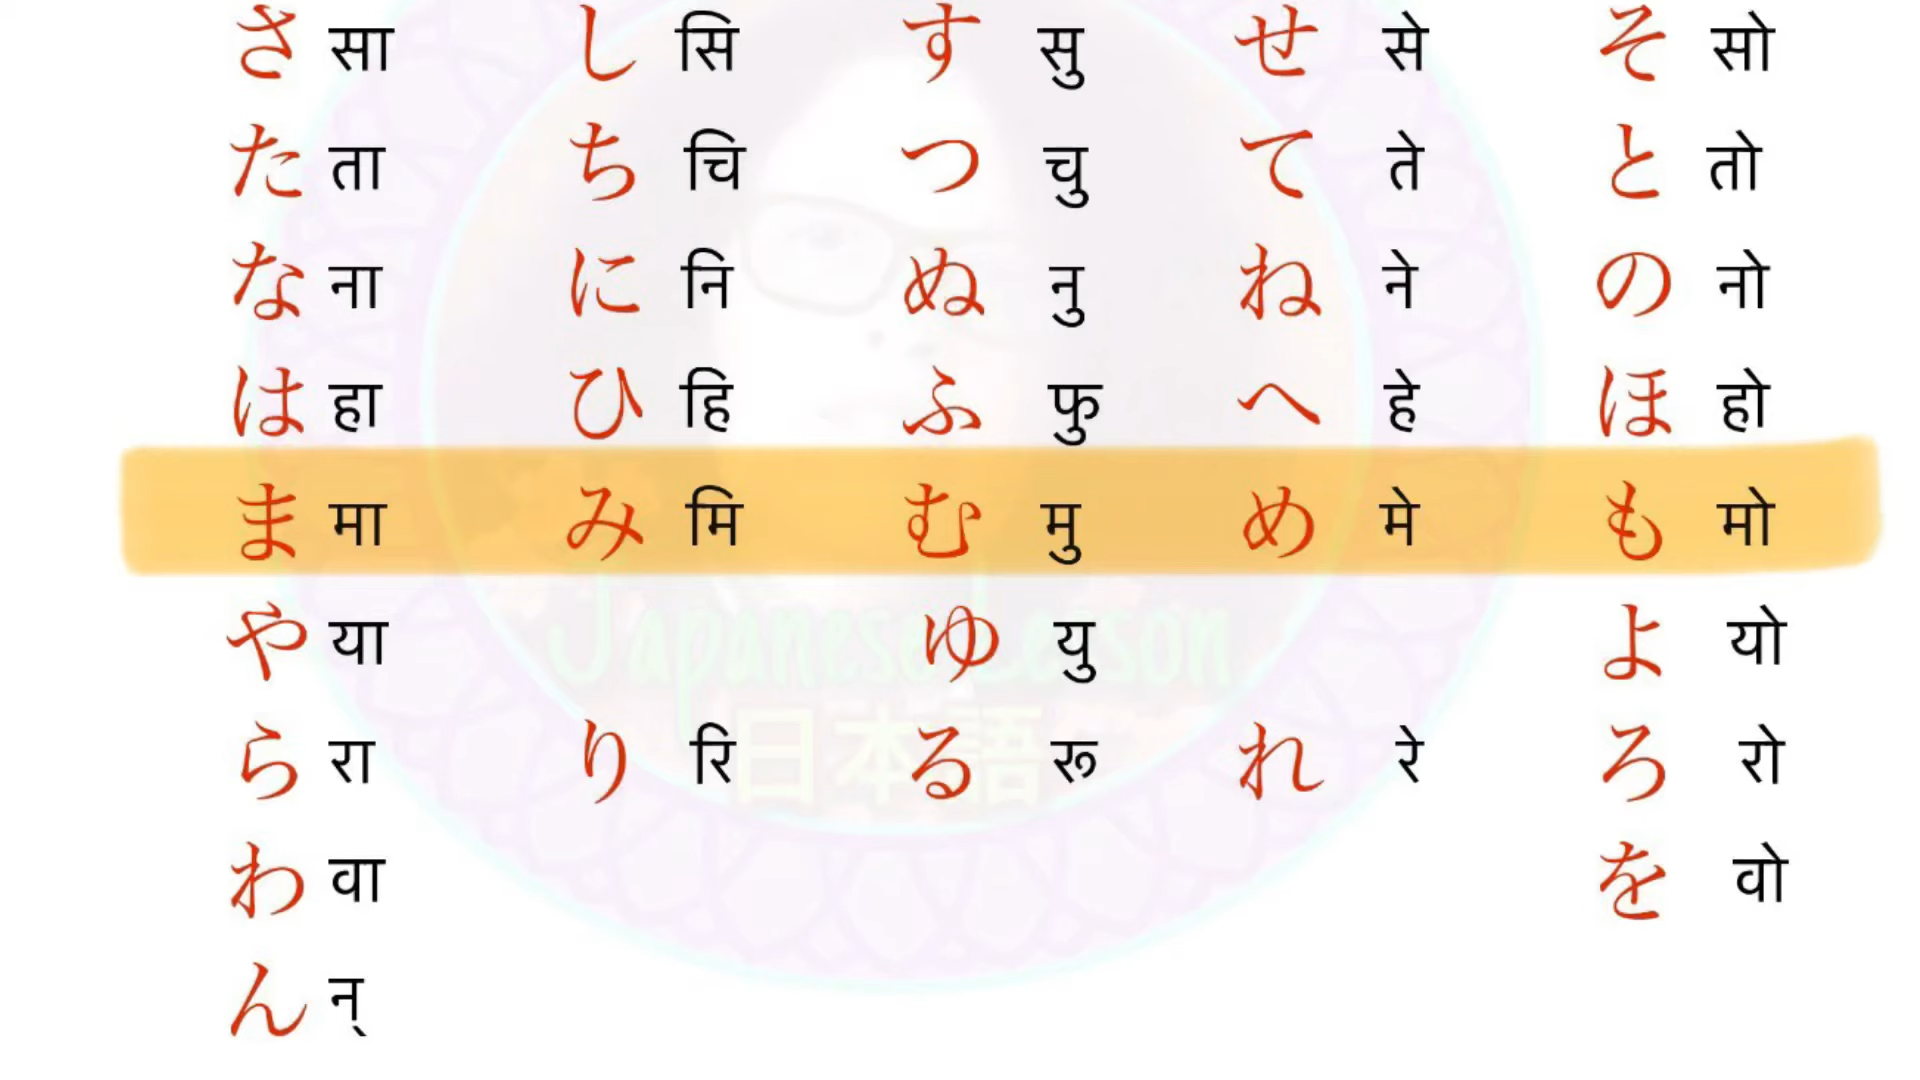 さ सा し सि す सु せ से そ सो
た ता ち चि つ चु て ते と तो
な ना に नि ぬ नु ね ने の नो
は हा ひ हि ふ फु へ हे ほ हो
ま मा み मि む मु め मे も मो
や या ゆ यु よ यो
Japanese Lesson
ら रा り रि る रू れ रे ろ रो
日本語
わ वा を वो
ん न्